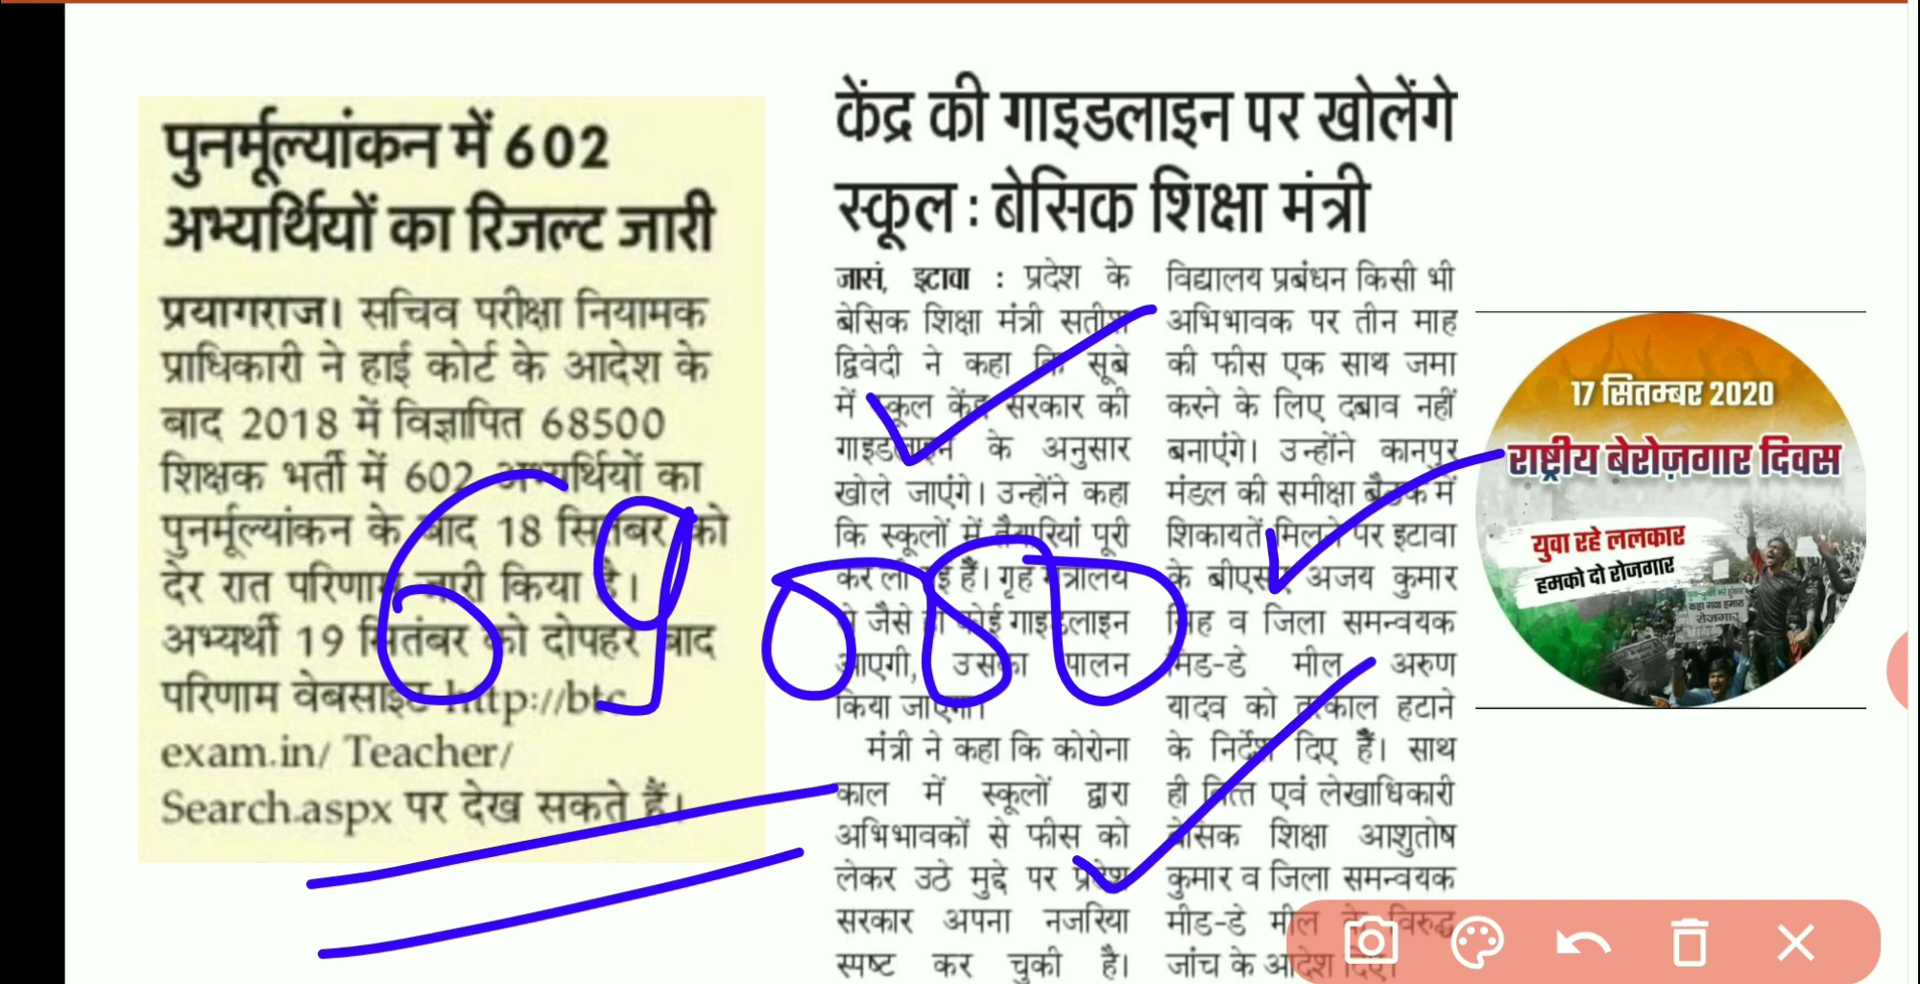 पुनर्मूल्यांकन में 602
अभ्यर्थियों का रिजल्ट जारी
प्रयागराज। सचिव परीक्षा नियामक
प्राधिकारी ने हाई कोर्ट के आदेश के
बाद 2018 में विज्ञापित 68500
शिक्षक भर्ती में 602 अभ्यर्थियों का
पुनर्मूल्यांकन के बाद 18 सितंबर को
देर रात परिणाम जारी किया है।
अभ्यर्थी 19 सितंबर को दोपहर बाद
परिणाम वेबसाइट http://btc
exam.in/ Teacher/
Search.aspx पर देख सकते हैं।
केंद्र की गाइडलाइन पर खोलेंगे
स्कूल : बेसिक शिक्षा मंत्री
जासं, इटावा : प्रदेश के
बेसिक शिक्षा मंत्री सतीश
द्विवेदी ने कहा कि सूबे
में स्कूल केंद्र सरकार की
गाइडलाइन के अनुसार
खोले जाएंगे। उन्होंने कहा
कि स्कूलों में तैयारियां पूरी
कर ली गई हैं। गृह मंत्रालय
से जैसे ही कोई गाइडलाइन
आएगी, उसका पालन
किया जाएगा।
मंत्री ने कहा कि कोरोना
काल में स्कूलों द्वारा
अभिभावकों से फीस को
लेकर उठे मुद्दे पर प्रदेश
सरकार अपना नजरिया
स्पष्ट कर चुकी है।
विद्यालय प्रबंधन किसी भी
अभिभावक पर तीन माह
की फीस एक साथ जमा
करने के लिए दबाव नहीं
बनाएंगे। उन्होंने कानपुर
मंडल की समीक्षा बैठक में
शिकायतें मिलने पर इटावा
के बीएसए अजय कुमार
सिंह व जिला समन्वयक
मिड-डे मील अरुण
यादव को तत्काल हटाने
के निर्देश दिए हैं। साथ
ही वित्त एवं लेखाधिकारी
बेसिक शिक्षा आशुतोष
कुमार व जिला समन्वयक
मीड-डे मील के विरुद्ध
जांच के आदेश दिए।
69000
17 सितम्बर 2020
राष्ट्रीय बेरोज़गार दिवस
युवा रहे ललकार
हमको दो रोजगार
कहा गया हमारा
रोजगार